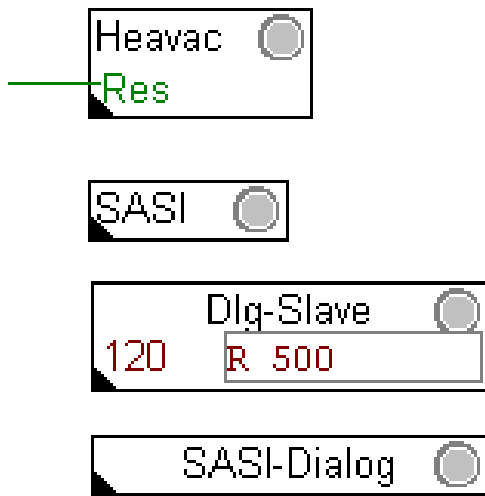 Heavac
Res
SASI
Dlg-Slave
120 R 500
SASI-Dialog